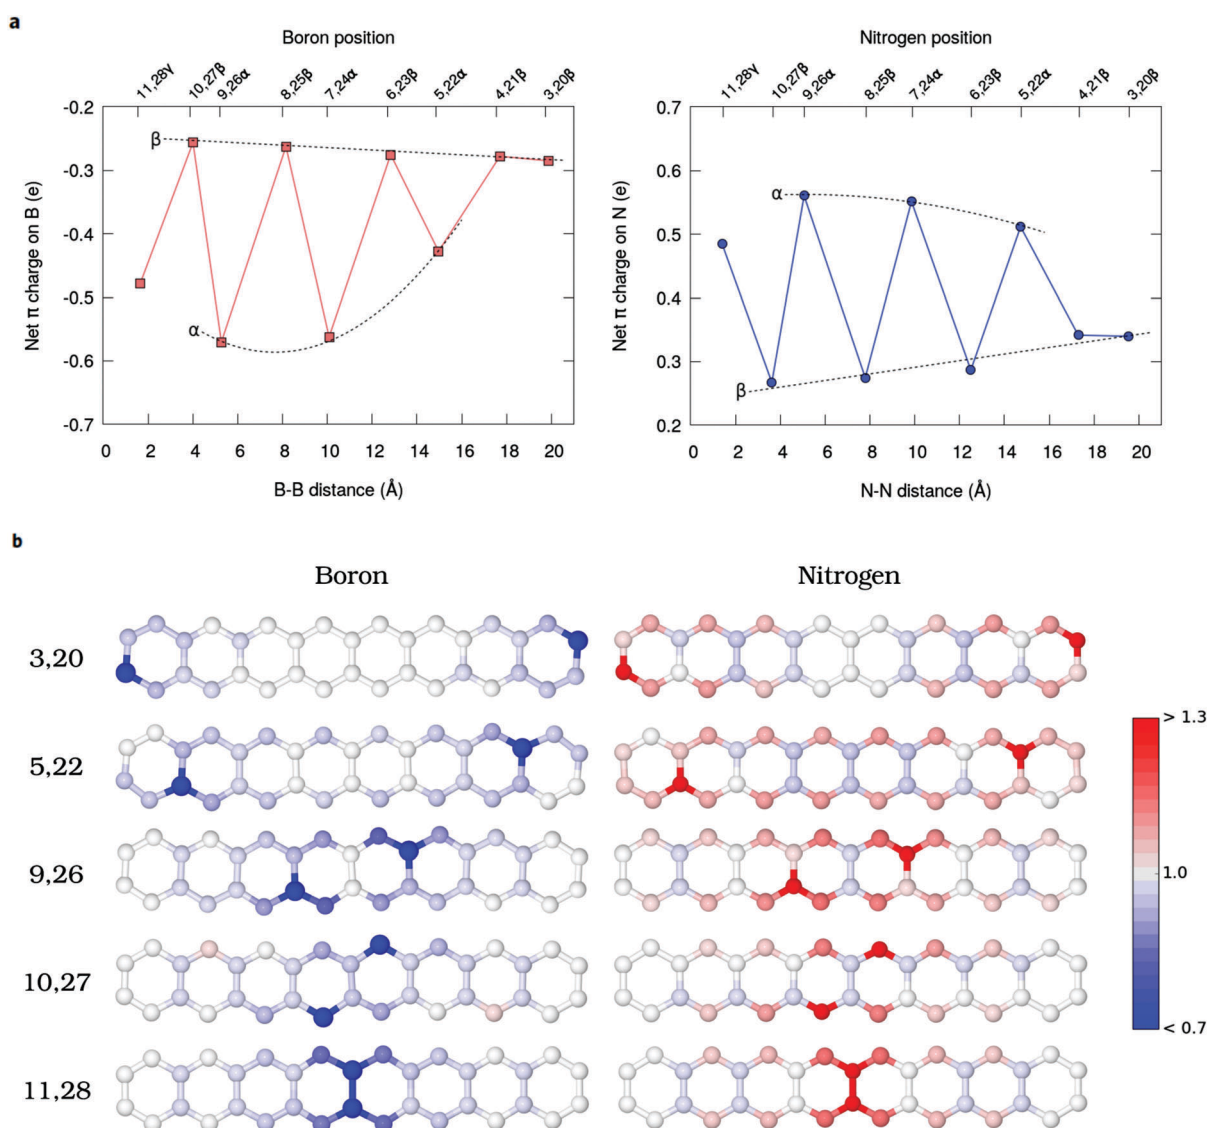 a
Boron position
11,28γ 10,27β 9,26α 8,25β 7,24α 6,23β 5,22α 4,21β 3,20β
-0.2
-0.3
-0.4
-0.5
-0.6
-0.7
Net π charge on B (e)
β
α
0 2 4 6 8 10 12 14 16 18 20
B-B distance (Å)
Nitrogen position
11,28γ 10,27β 9,26α 8,25β 7,24α 6,23β 5,22α 4,21β 3,20β
0.7
0.6
0.5
0.4
0.3
0.2
Net π charge on N (e)
α
β
0 2 4 6 8 10 12 14 16 18 20
N-N distance (Å)
b
Boron Nitrogen
3,20
5,22
9,26
10,27
11,28
> 1.3
1.0
< 0.7